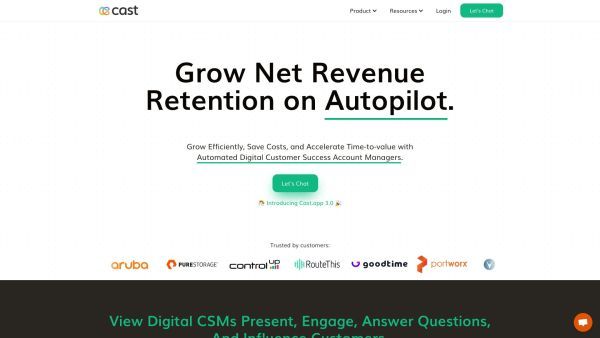 cast
Product
Resources
Login
Let's Chat
Grow Net Revenue
Retention on Autopilot.
Grow Efficiently, Save Costs, and Accelerate Time-to-value with
Automated Digital Customer Success Account Managers.
Let's Chat
Introducing Cast.app 3.0
Trusted by customers:
aruba
PURESTORAGE
control up
RouteThis
goodtime
portworx
View Digital CSMs Present, Engage, Answer Questions,
And Influence Customers